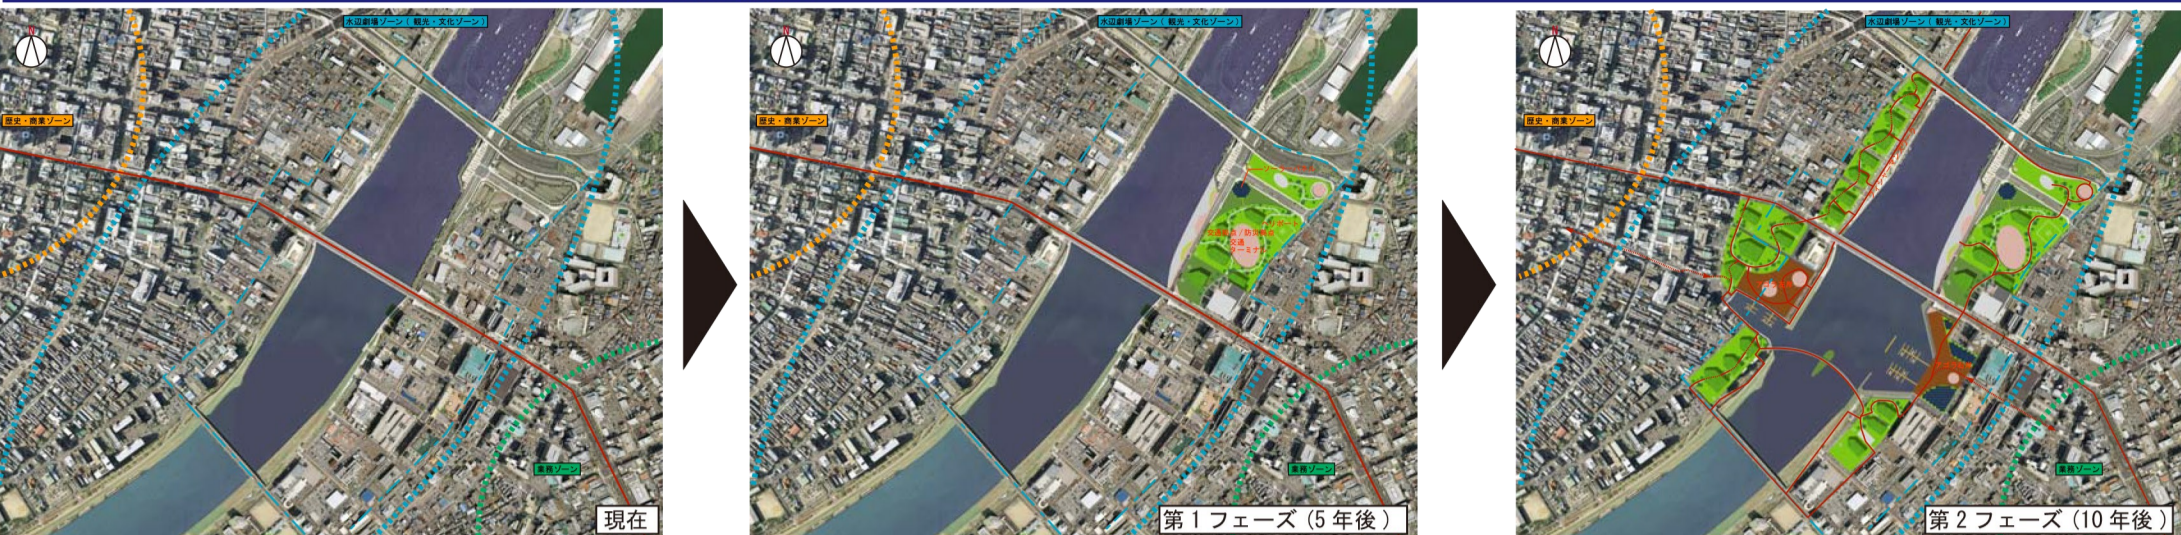 水辺劇場ゾーン（観光・文化ゾーン）
N
歴史・商業ゾーン
業務ゾーン
現在
水辺劇場ゾーン（観光・文化ゾーン）
N
歴史・商業ゾーン
交通
ターミナル
業務ゾーン
第1フェーズ（5年後）
水辺劇場ゾーン（観光・文化ゾーン）
N
歴史・商業ゾーン
業務ゾーン
第2フェーズ（10年後）